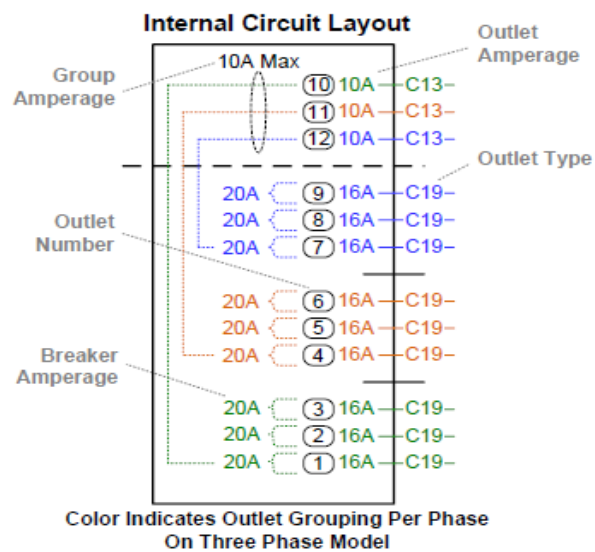 Internal Circuit Layout
Outlet
Amperage
Group
Amperage
10A Max
10 10A C13
11 10A C13
12 10A C13
Outlet Type
20A 9 16A C19
20A 8 16A C19
20A 7 16A C19
Outlet
Number
20A 6 16A C19
20A 5 16A C19
20A 4 16A C19
Breaker
Amperage
20A 3 16A C19
20A 2 16A C19
20A 1 16A C19
Color Indicates Outlet Grouping Per Phase
On Three Phase Model